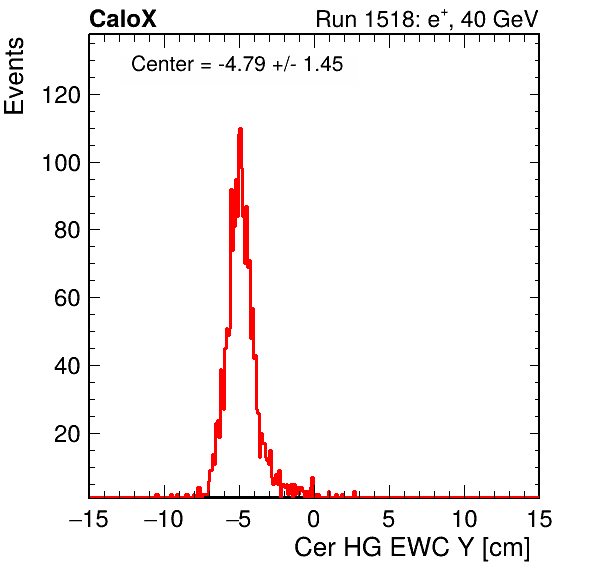 CaloX Run 1518: e⁺, 40 GeV
Center = -4.79 +/- 1.45
Events
120
100
80
60
40
20
−15 −10 −5 0 5 10 15
Cer HG EWC Y [cm]